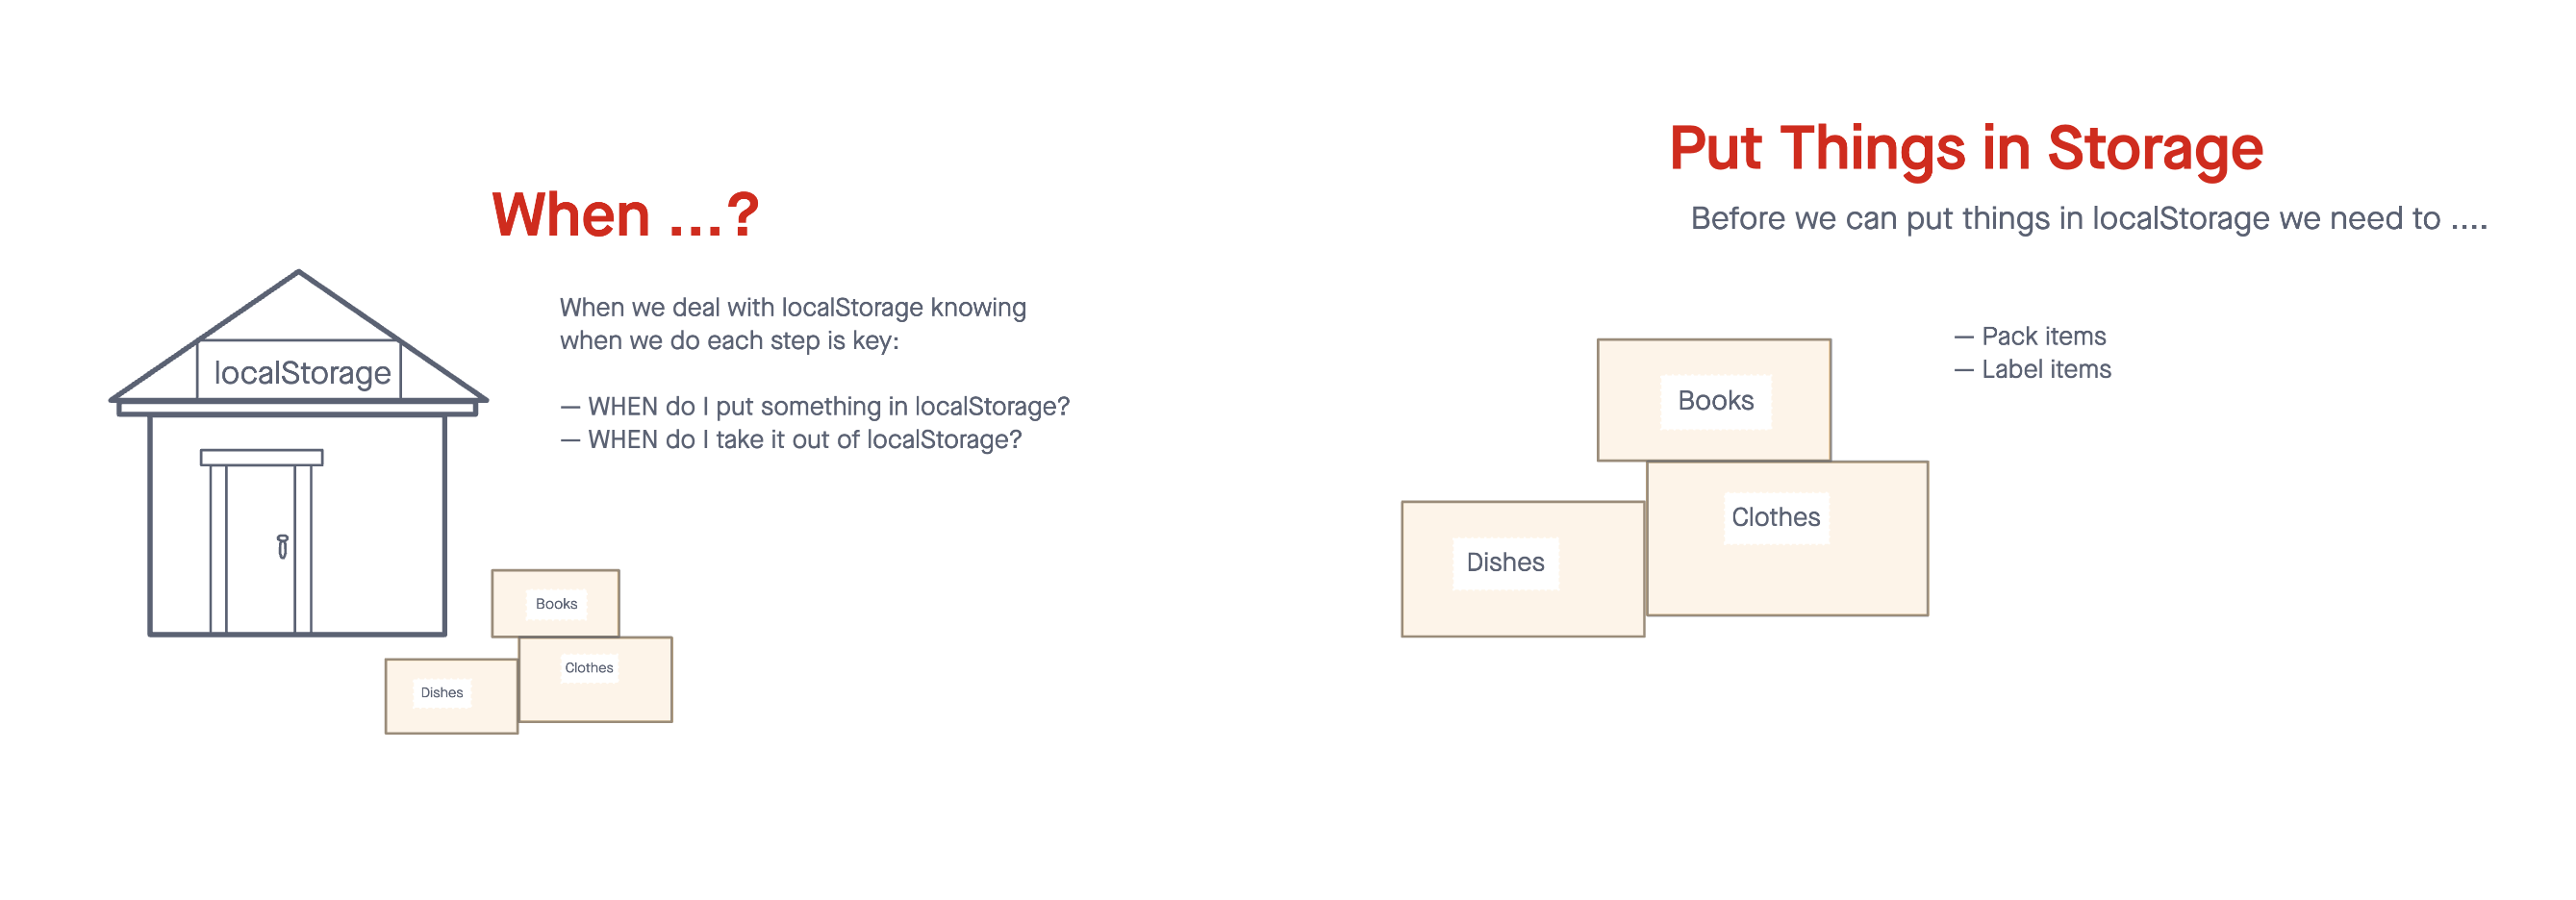 When ...?
localStorage
When we deal with localStorage knowing
when we do each step is key:
— WHEN do I put something in localStorage?
— WHEN do I take it out of localStorage?
Books
Clothes
Dishes
Put Things in Storage
Before we can put things in localStorage we need to ....
— Pack items
— Label items
Books
Clothes
Dishes